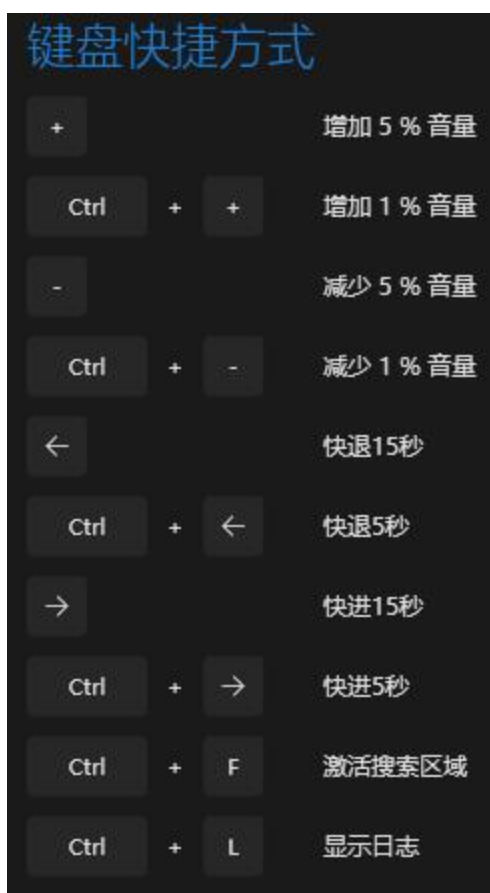 键盘快捷方式
+ 增加 5 % 音量
Ctrl + + 增加 1 % 音量
- 减少 5 % 音量
Ctrl + - 减少 1 % 音量
← 快退15秒
Ctrl + ← 快退5秒
→ 快进15秒
Ctrl + → 快进5秒
Ctrl + F 激活搜索区域
Ctrl + L 显示日志